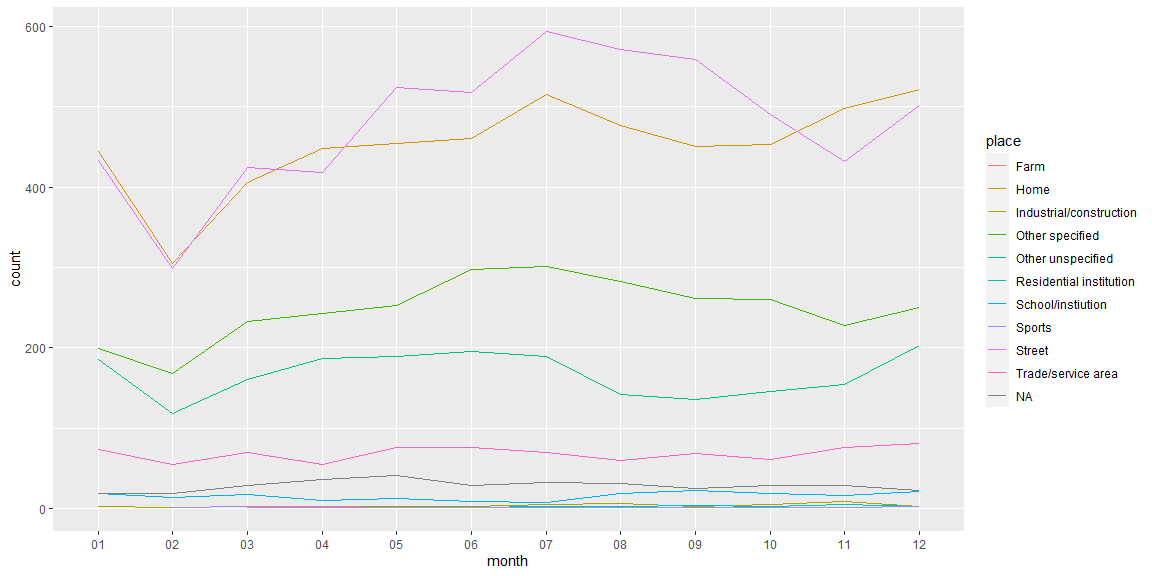 600
400
200
0
count
01 02 03 04 05 06 07 08 09 10 11 12
month
place
Farm
Home
Industrial/construction
Other specified
Other unspecified
Residential institution
School/instiution
Sports
Street
Trade/service area
NA